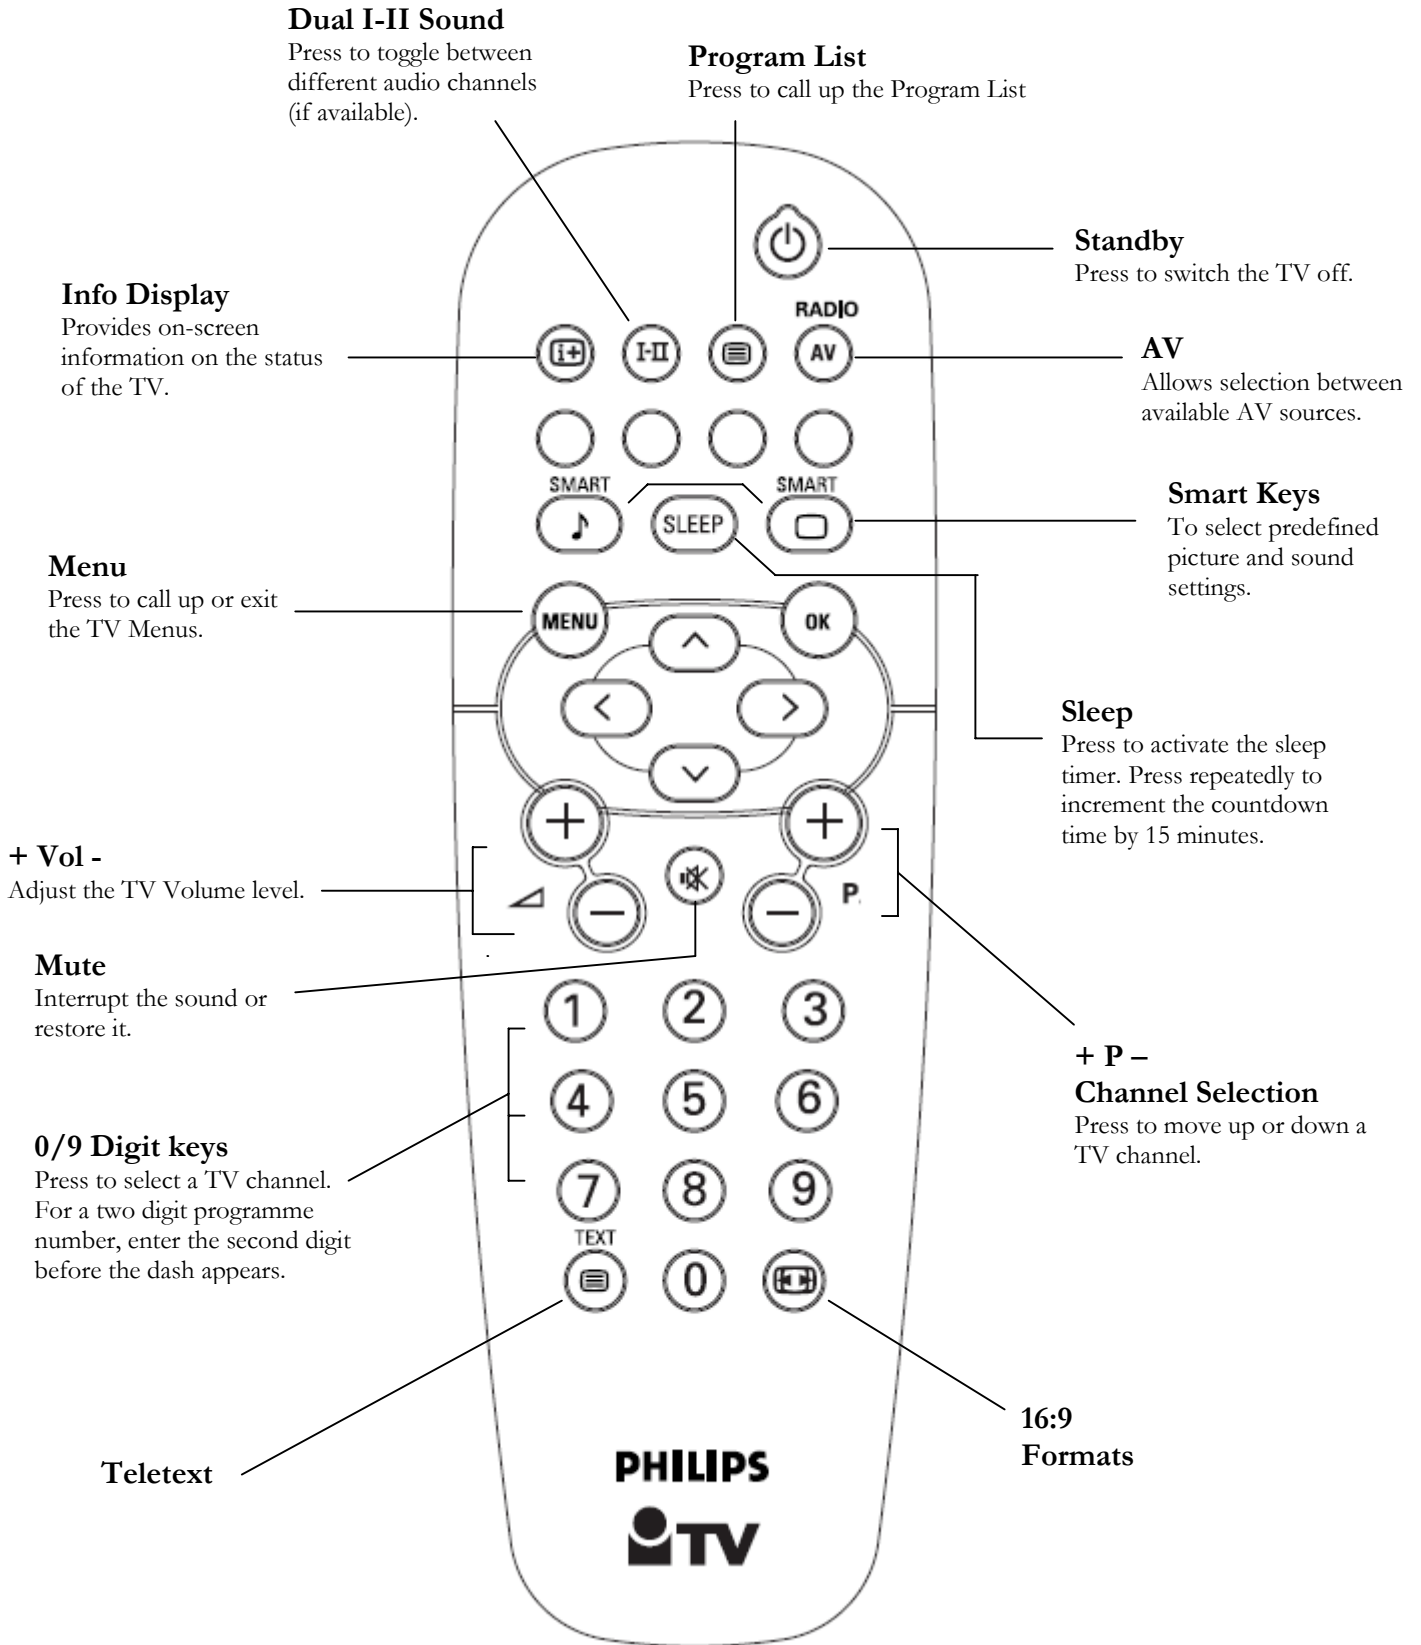 Dual I-II Sound
Press to toggle between
different audio channels
(if available).
Program List
Press to call up the Program List
Standby
Press to switch the TV off.
Info Display
Provides on-screen
information on the status
of the TV.
RADIO
i+
I-II
AV
AV
Allows selection between
available AV sources.
SMART
SMART
SLEEP
Smart Keys
To select predefined
picture and sound
settings.
Menu
Press to call up or exit
the TV Menus.
MENU
OK
Sleep
Press to activate the sleep
timer. Press repeatedly to
increment the countdown
time by 15 minutes.
+ Vol -
Adjust the TV Volume level.
+
+
−
−
P.
Mute
Interrupt the sound or
restore it.
1 2 3
+ P –
Channel Selection
Press to move up or down a
TV channel.
4 5 6
0/9 Digit keys
Press to select a TV channel.
For a two digit programme
number, enter the second digit
before the dash appears.
7 8 9
TEXT
0
16:9
Formats
Teletext
PHILIPS
TV